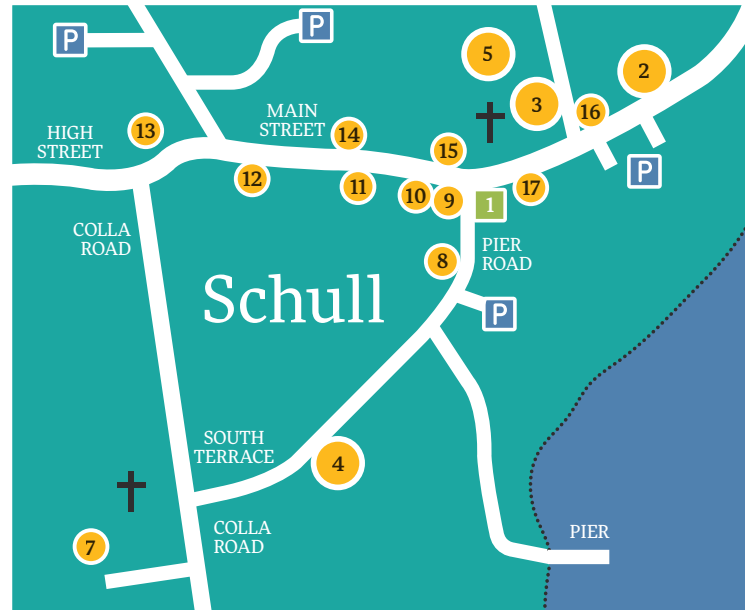 P
P
5
2
3
16
13
HIGH
STREET
MAIN
STREET
14
15
P
12
11
10
9
1
17
COLLA
ROAD
8
PIER
ROAD
Schull
P
SOUTH
TERRACE
4
7
COLLA
ROAD
PIER